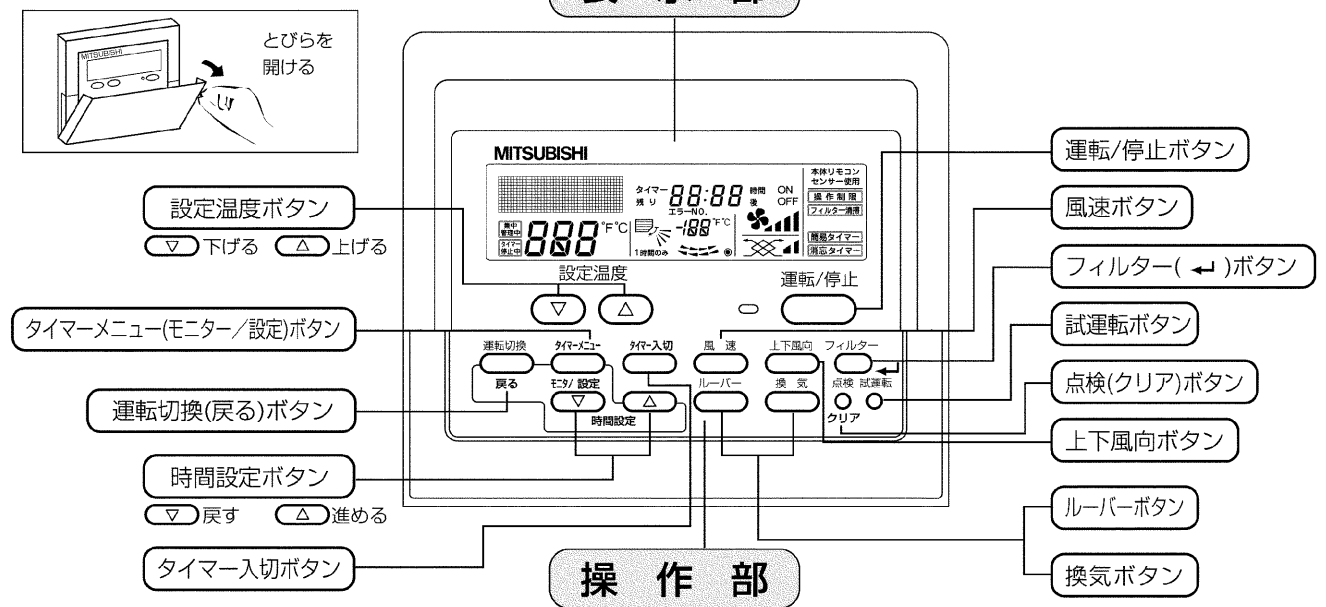 表 示 部
とびらを
開ける
MITSUBISHI
MITSUBISHI
タイマー 88:88 時間 ON
残り 後 OFF
エラーNO.
本体リモコン
センサー使用
操作制限
フィルター清掃
簡易タイマー
消忘タイマー
集中
管理中
タイマー
停止中
888 °F°C
1時間のみ
-188 °F°C
設定温度
▽ △
運転/停止
運転切換 タイマーメニュー タイマー入切 風 速 上下風向 フィルター
戻る モニタ/設定 ルーバー 換 気 点検 試運転
▽ △
クリア
時間設定
設定温度ボタン
▽ 下げる △ 上げる
タイマーメニュー(モニター/設定)ボタン
運転切換(戻る)ボタン
時間設定ボタン
▽ 戻す △ 進める
タイマー入切ボタン
運転/停止ボタン
風速ボタン
フィルター( ↵ )ボタン
試運転ボタン
点検(クリア)ボタン
上下風向ボタン
ルーバーボタン
換気ボタン
操 作 部